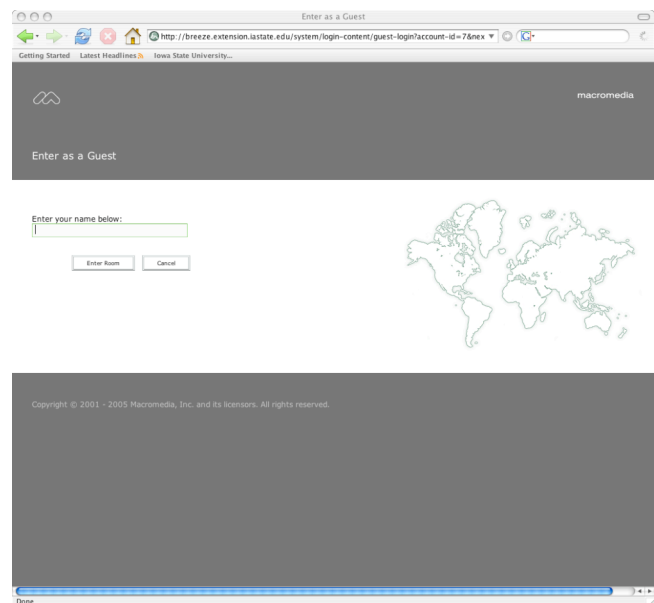 Enter as a Guest
http://breeze.extension.iastate.edu/system/login-content/guest-login?account-id=7&nex
G
Getting Started Latest Headlines Iowa State University...
macromedia
Enter as a Guest
Enter your name below:
Enter Room Cancel
Copyright © 2001 - 2005 Macromedia, Inc. and its licensors. All rights reserved.
Done